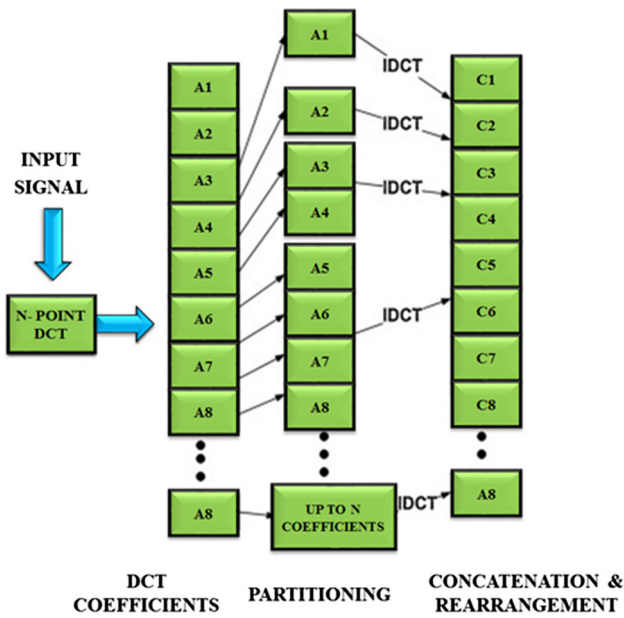 INPUT
SIGNAL
N- POINT
DCT
A1
A2
A3
A4
A5
A6
A7
A8
A8
DCT
COEFFICIENTS
A1
A2
A3
A4
A5
A6
A7
A8
UP TO N
COEFFICIENTS
PARTITIONING
IDCT
IDCT
IDCT
IDCT
IDCT
C1
C2
C3
C4
C5
C6
C7
C8
A8
CONCATENATION &
REARRANGEMENT